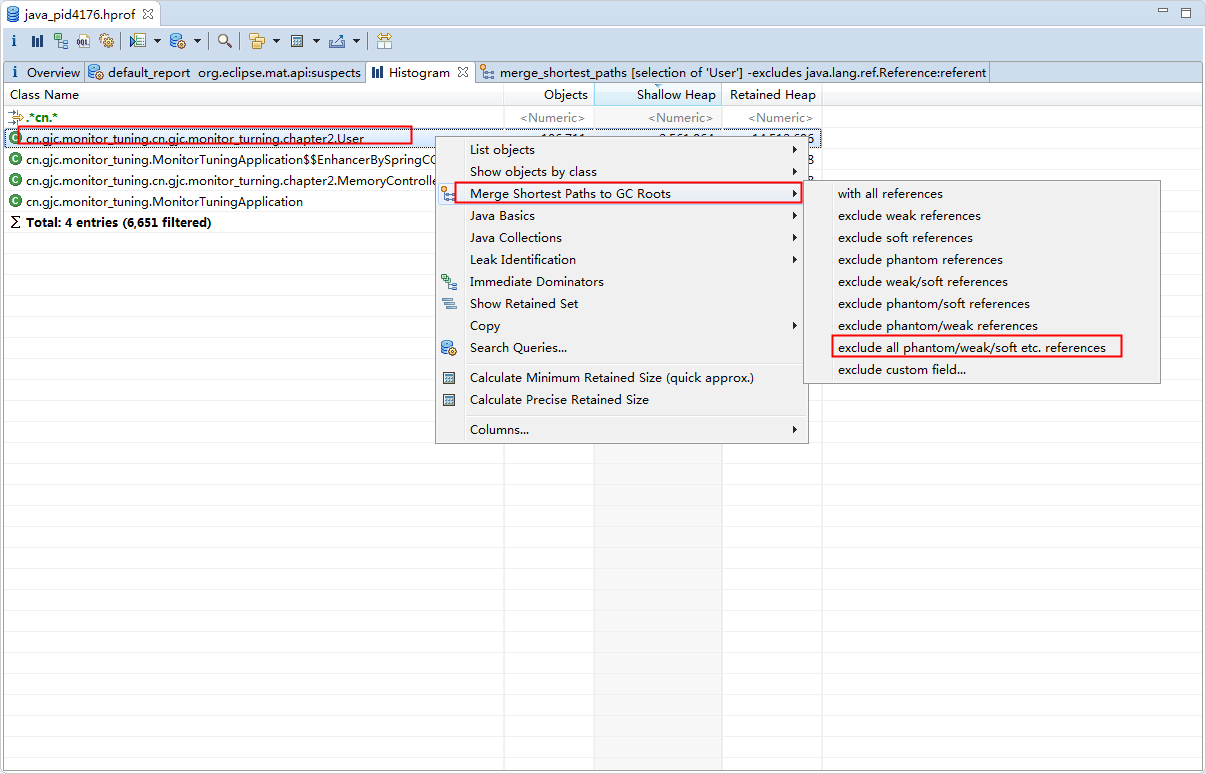 java_pid4176.hprof
Overview default_report org.eclipse.mat.api:suspects Histogram merge_shortest_paths [selection of 'User'] -excludes java.lang.ref.Reference:referent
Class Name Objects Shallow Heap Retained Heap
.*cn.* <Numeric> <Numeric> <Numeric>
cn.gjc.monitor_tuning.cn.gjc.monitor_turning.chapter2.User
cn.gjc.monitor_tuning.MonitorTuningApplication$$EnhancerBySpringCG
cn.gjc.monitor_tuning.cn.gjc.monitor_turning.chapter2.MemoryControlle
cn.gjc.monitor_tuning.MonitorTuningApplication
Σ Total: 4 entries (6,651 filtered)
List objects
Show objects by class
Merge Shortest Paths to GC Roots
Java Basics
Java Collections
Leak Identification
Immediate Dominators
Show Retained Set
Copy
Search Queries...
Calculate Minimum Retained Size (quick approx.)
Calculate Precise Retained Size
Columns...
with all references
exclude weak references
exclude soft references
exclude phantom references
exclude weak/soft references
exclude phantom/soft references
exclude phantom/weak references
exclude all phantom/weak/soft etc. references
exclude custom field...